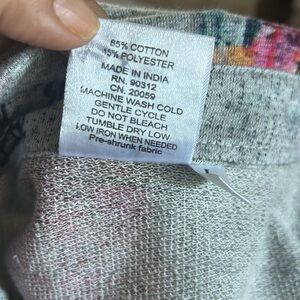 85% COTTON
15% POLYESTER
MADE IN INDIA
RN. 90312
CN. 20059
MACHINE WASH COLD
GENTLE CYCLE
DO NOT BLEACH
TUMBLE DRY LOW
LOW IRON WHEN NEEDED
Pre-shrunk fabric